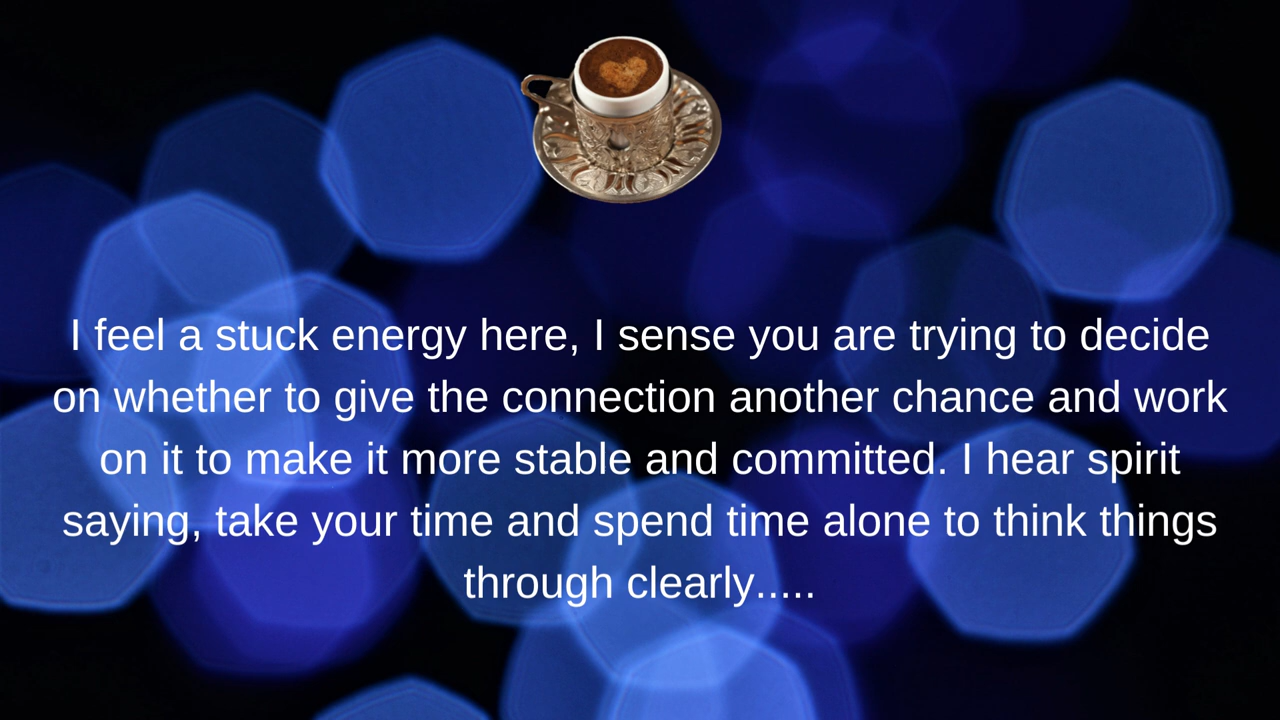 I feel a stuck energy here, I sense you are trying to decide
on whether to give the connection another chance and work
on it to make it more stable and committed. I hear spirit
saying, take your time and spend time alone to think things
through clearly.....